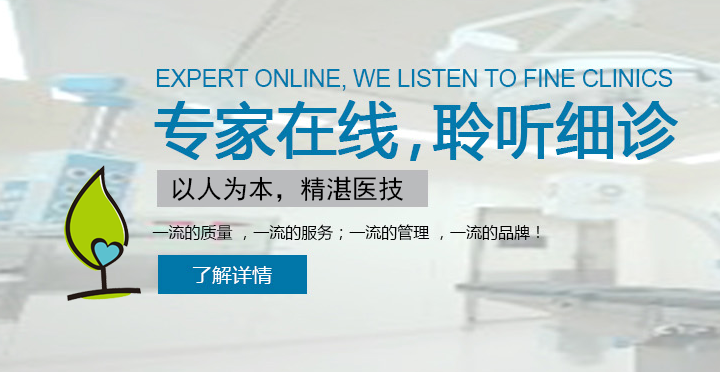 EXPERT ONLINE, WE LISTEN TO FINE CLINICS
专家在线，聆听细诊
以人为本，精湛医技
一流的质量，一流的服务；一流的管理，一流的品牌！
了解详情